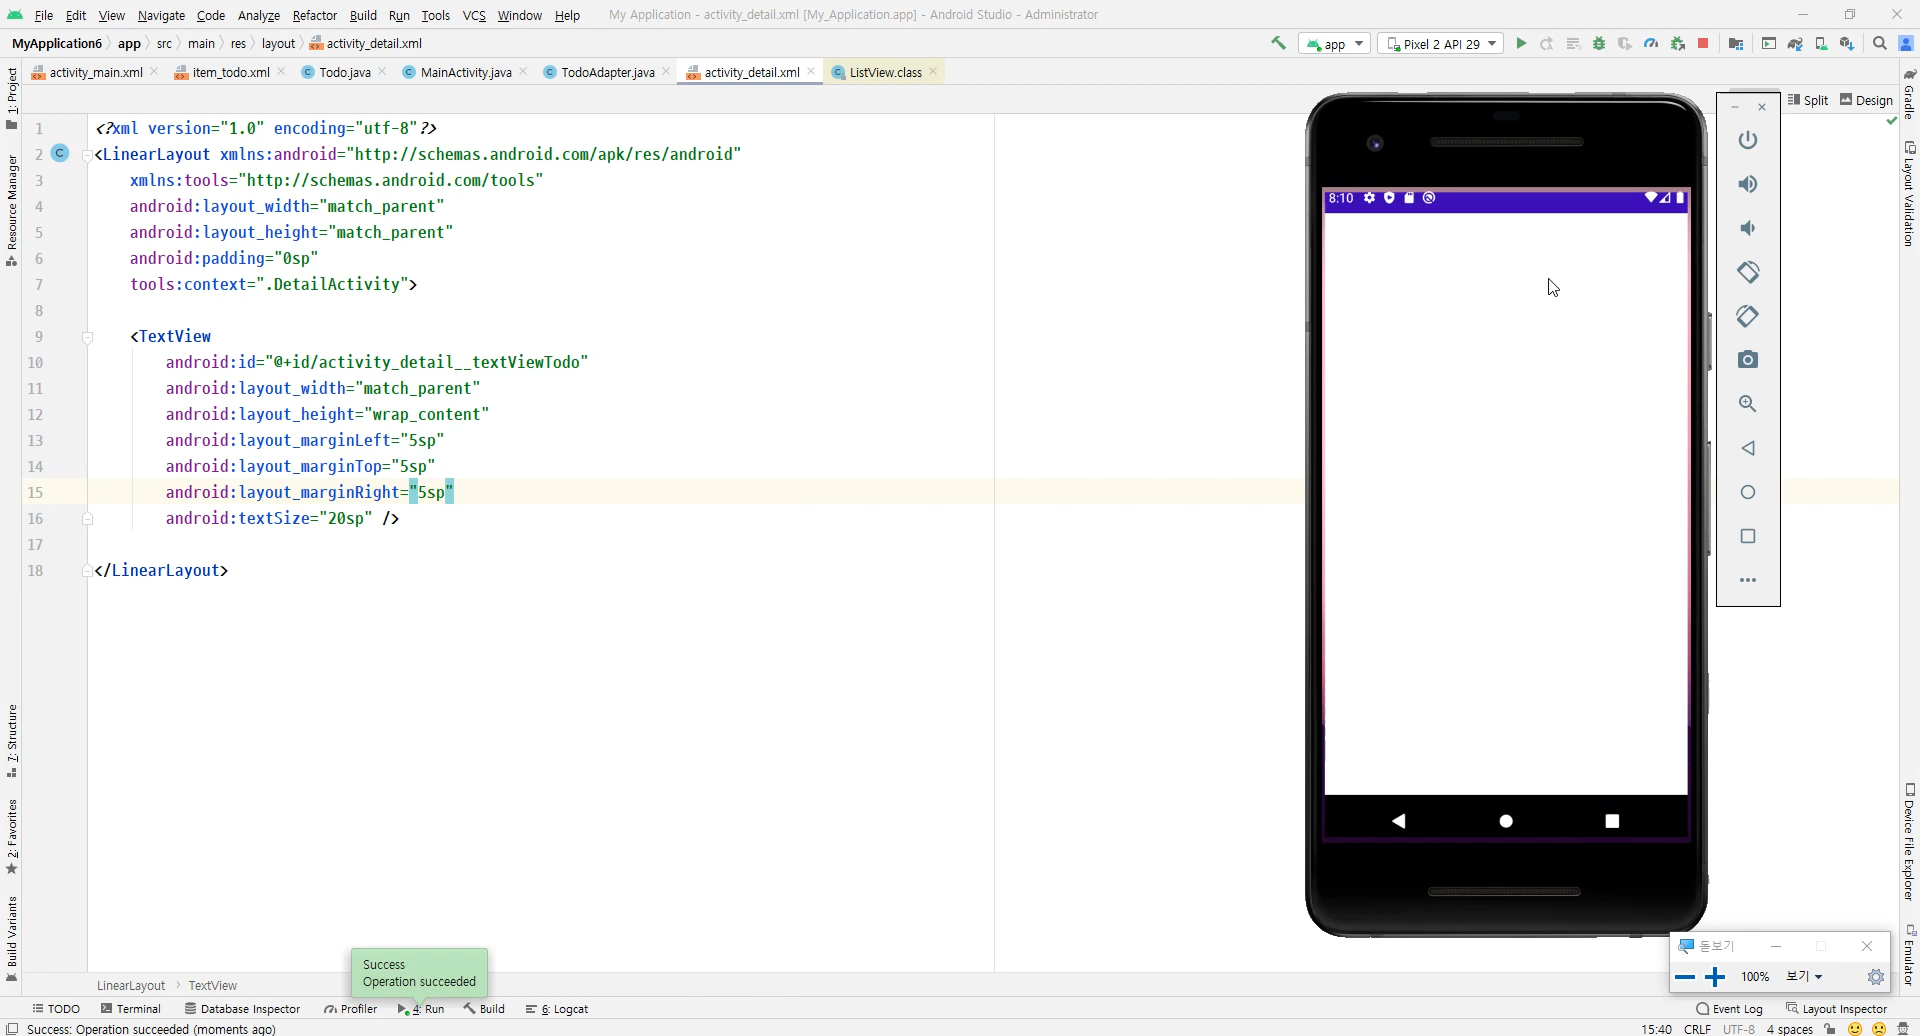 File Edit View Navigate Code Analyze Refactor Build Run Tools VCS Window Help My Application - activity_detail.xml [My_Application.app] - Android Studio - Administrator
MyApplication6 app src main res layout activity_detail.xml app Pixel 2 API 29
activity_main.xml item_todo.xml Todo.java MainActivity.java TodoAdapter.java activity_detail.xml ListView.class
Split Design
1 <?xml version="1.0" encoding="utf-8"?>
2 <LinearLayout xmlns:android="http://schemas.android.com/apk/res/android"
3 xmlns:tools="http://schemas.android.com/tools"
4 android:layout_width="match_parent"
5 android:layout_height="match_parent"
6 android:padding="0sp"
7 tools:context=".DetailActivity">
8
9 <TextView
10 android:id="@+id/activity_detail__textViewTodo"
11 android:layout_width="match_parent"
12 android:layout_height="wrap_content"
13 android:layout_marginLeft="5sp"
14 android:layout_marginTop="5sp"
15 android:layout_marginRight="5sp"
16 android:textSize="20sp" />
17
18 </LinearLayout>
8:10
1: Project
Resource Manager
7: Structure
2: Favorites
Build Variants
Gradle
Layout Validation
Device File Explorer
Emulator
돋보기
100% 보기
Success
Operation succeeded
LinearLayout TextView
TODO Terminal Database Inspector Profiler 4: Run Build 6: Logcat Event Log Layout Inspector
Success: Operation succeeded (moments ago) 15:40 CRLF UTF-8 4 spaces